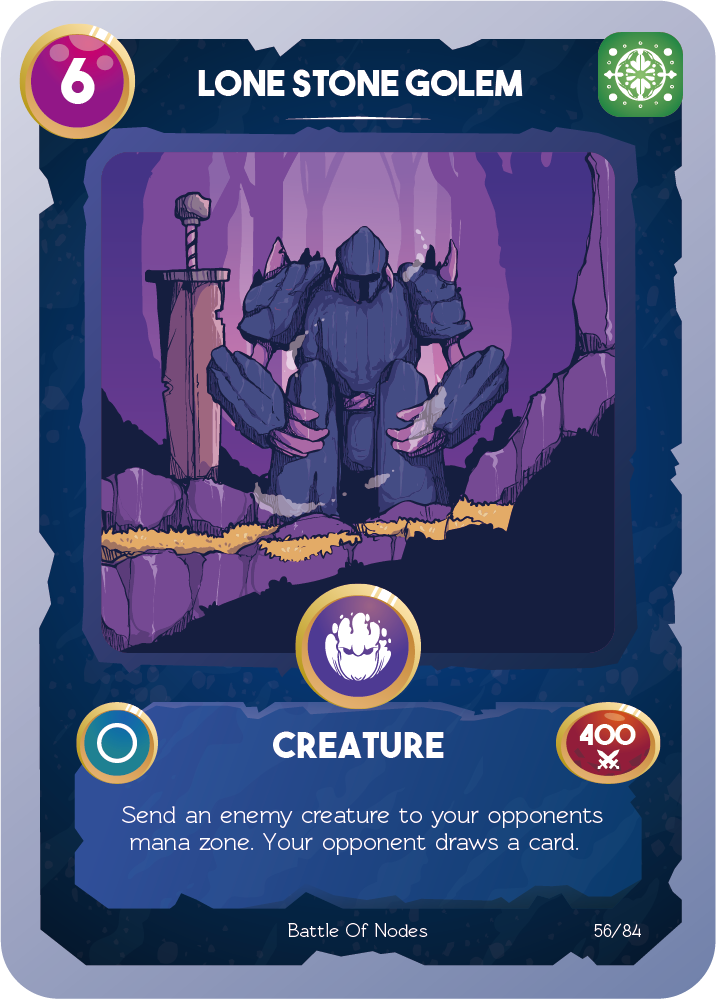 6
LONE STONE GOLEM
CREATURE
400
Send an enemy creature to your opponents
mana zone. Your opponent draws a card.
Battle Of Nodes
56/84